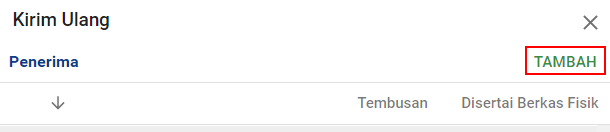 Kirim Ulang
Penerima TAMBAH
Tembusan Disertai Berkas Fisik